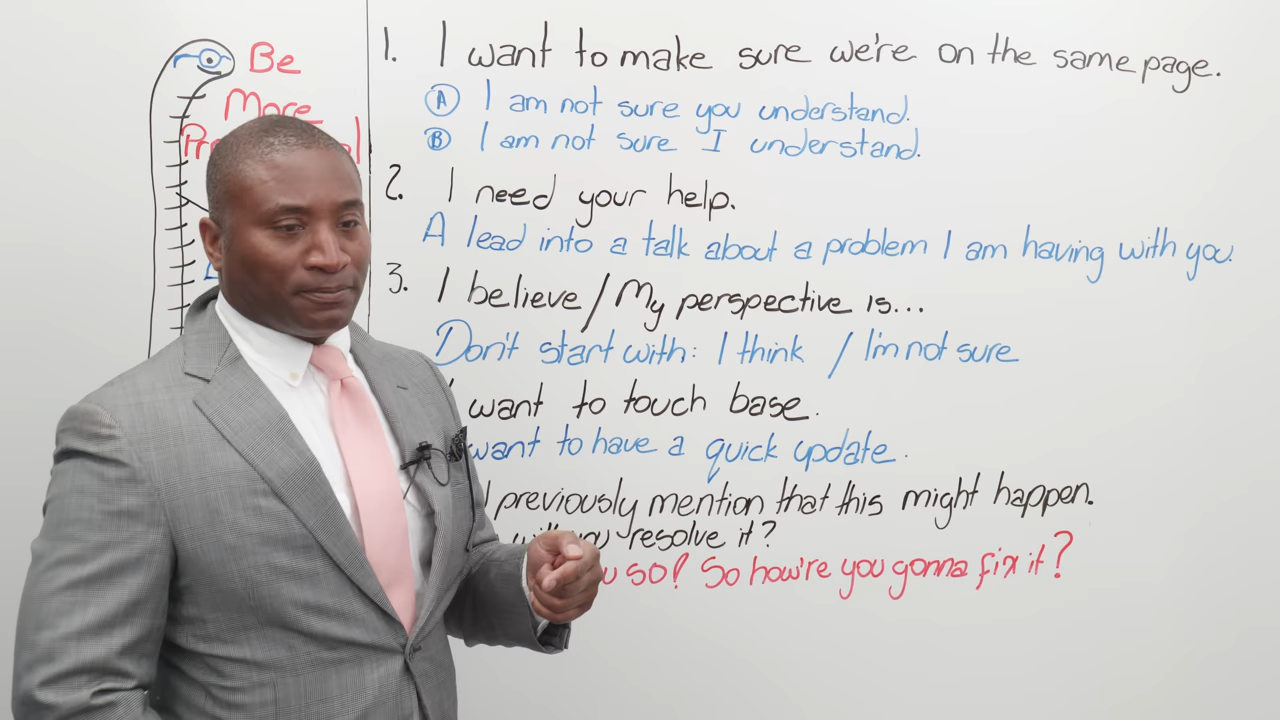 Be
More
1. I want to make sure we're on the same page.
A I am not sure you understand.
B I am not sure I understand.
2. I need your help.
A lead into a talk about a problem I am having with you.
3. I believe/My perspective is...
Don't start with: I think / I'm not sure
want to touch base.
want to have a quick update.
I previously mention that this might happen.
will you resolve it?
so! So how're you gonna fix it?